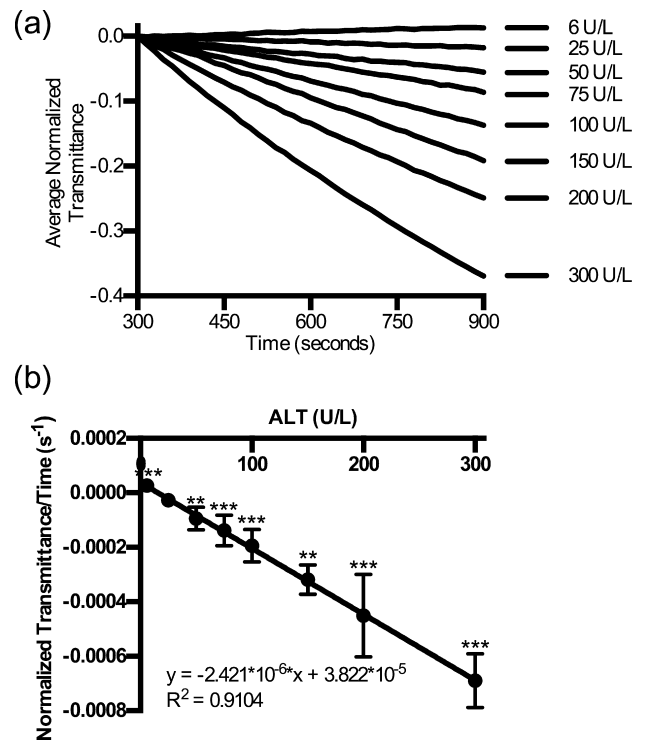 (a)
Average Normalized
Transmittance
0.0
-0.1
-0.2
-0.3
-0.4
300
450
600
750
900
Time (seconds)
6 U/L
25 U/L
50 U/L
75 U/L
100 U/L
150 U/L
200 U/L
300 U/L
(b)
ALT (U/L)
Normalized Transmittance/Time (s⁻¹)
0.0002
0.0000
-0.0002
-0.0004
-0.0006
-0.0008
0
100
200
300
***
**
***
***
**
***
***
y = -2.421*10⁻⁶*x + 3.822*10⁻⁵
R² = 0.9104